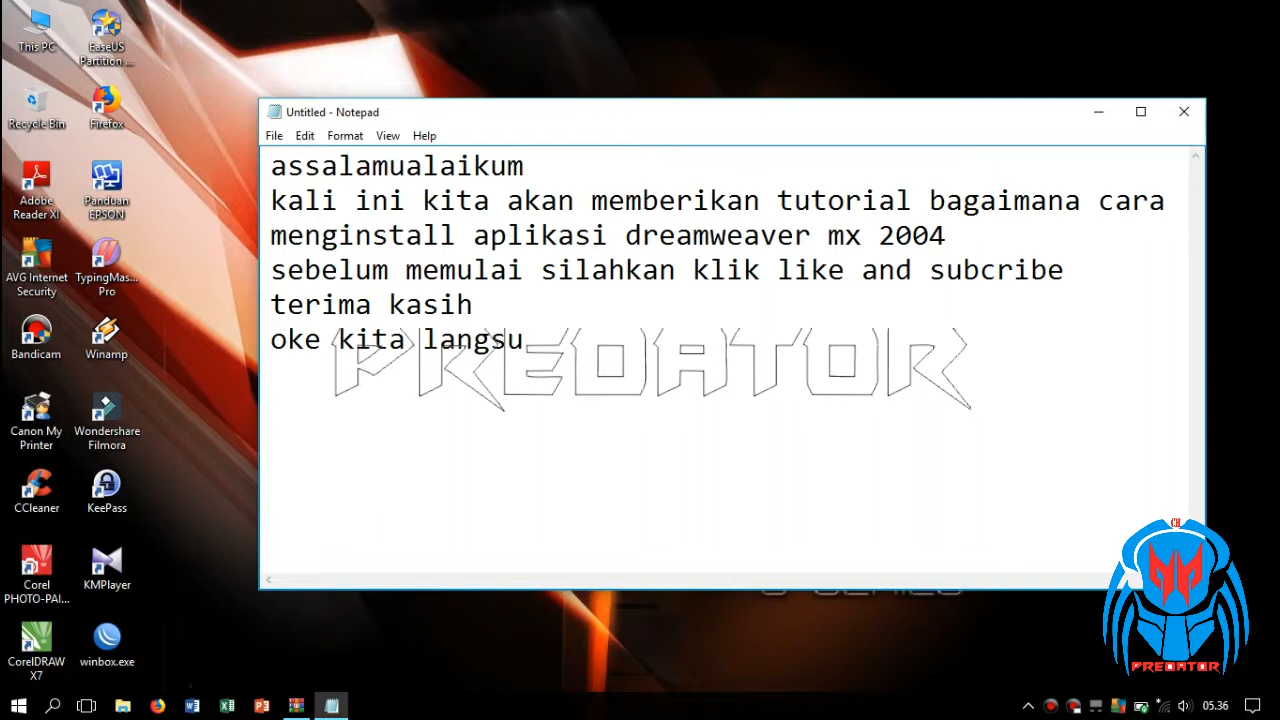 This PC
EaseUS
Partition ...
Recycle Bin
Firefox
Adobe
Reader XI
Panduan
EPSON
AVG Internet
Security
TypingMas...
Pro
Bandicam
Winamp
Canon My
Printer
Wondershare
Filmora
CCleaner
KeePass
Corel
PHOTO-PAI...
KMPlayer
CorelDRAW
X7
winbox.exe
Untitled - Notepad
File Edit Format View Help
assalamualaikum
kali ini kita akan memberikan tutorial bagaimana cara
menginstall aplikasi dreamweaver mx 2004
sebelum memulai silahkan klik like and subcribe
terima kasih
oke kita langsu
PREDATOR
PREDATOR
05.36